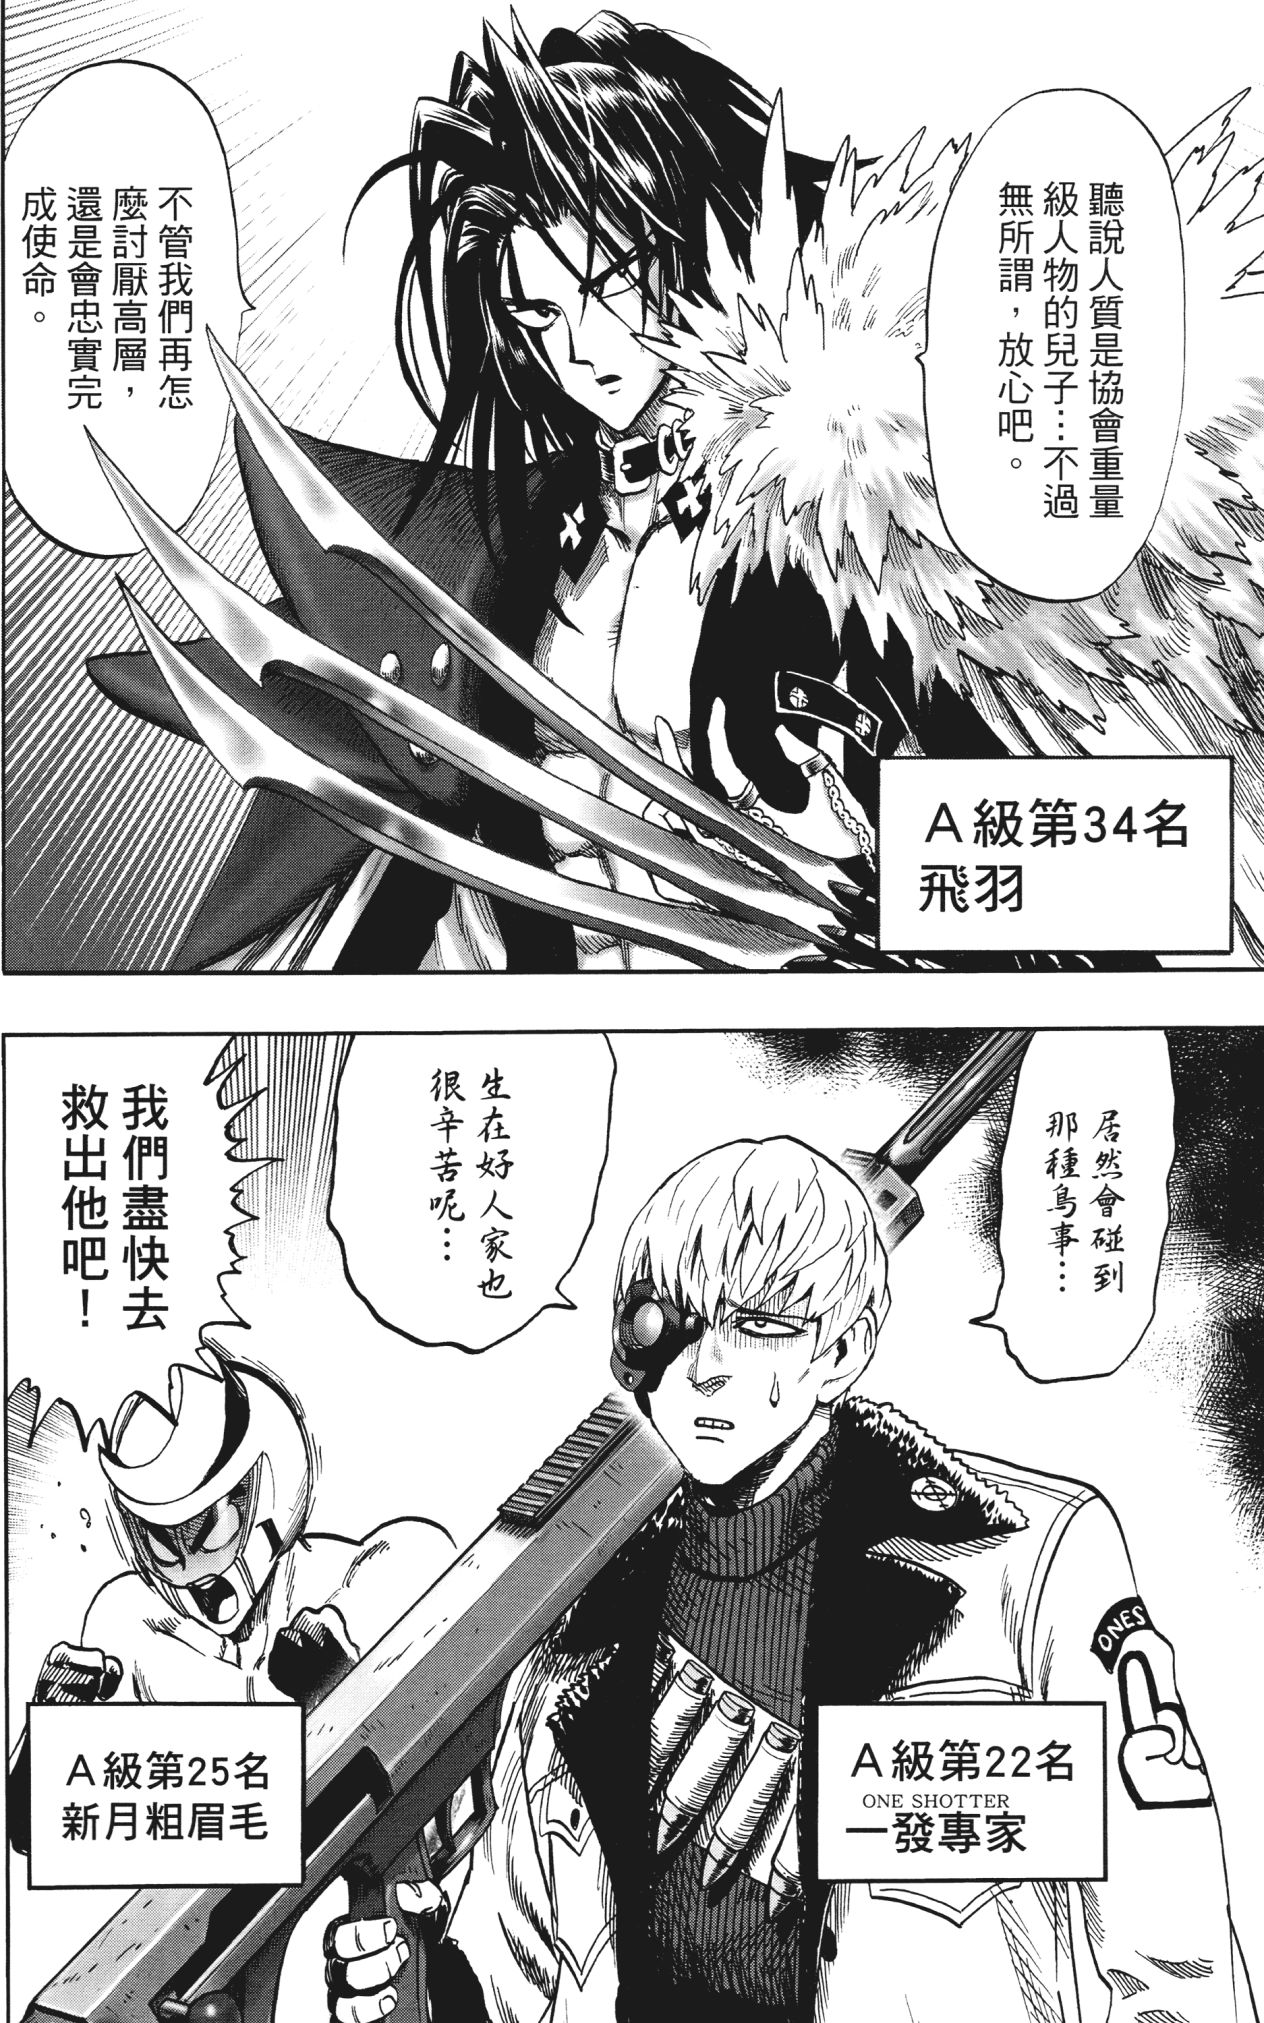 聽說人質是協會重量
級人物的兒子…不過
無所謂，放心吧。
不管我們再怎
麼討厭高層，
還是會忠實完
成使命。
A級第34名
飛羽
居然會碰到
那種鳥事…
生在好人家也
很辛苦呢…
我們盡快去
救出他吧！
ONES
A級第22名
ONE SHOTTER
一發專家
A級第25名
新月粗眉毛